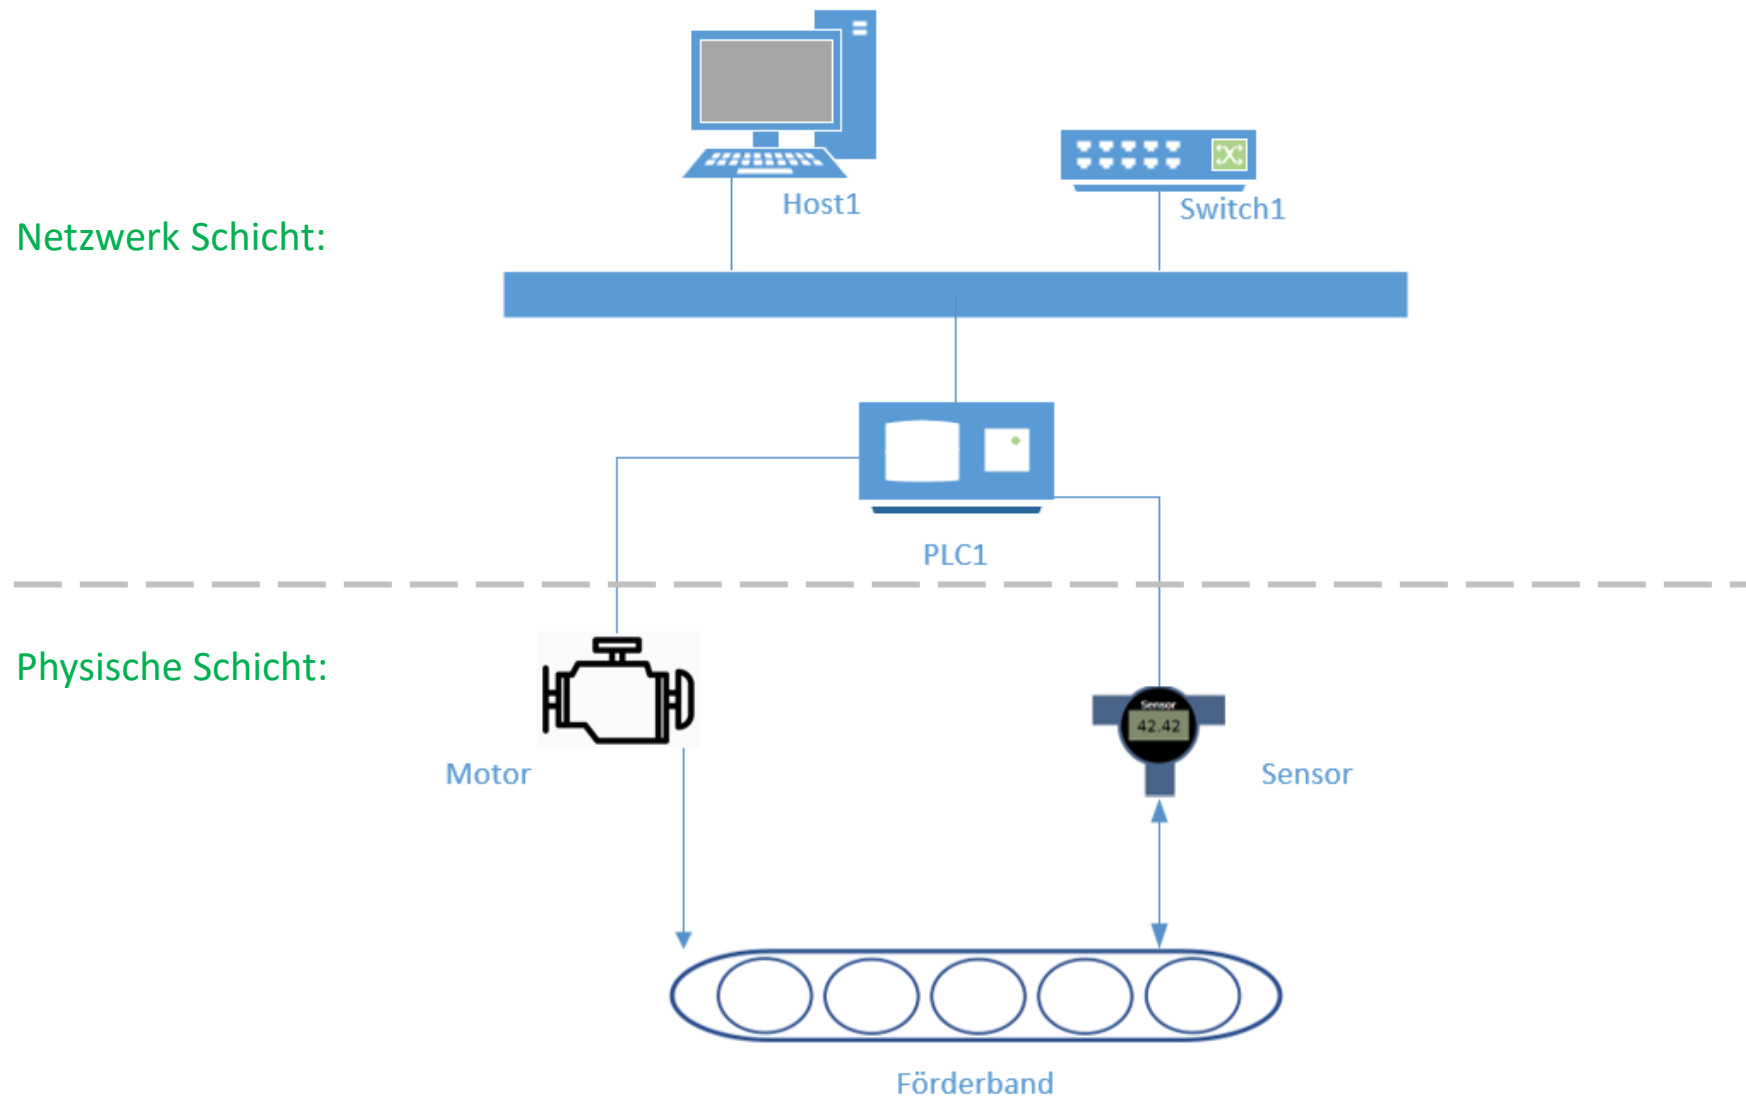 Host1
Switch1
Netzwerk Schicht:
PLC1
Physische Schicht:
Sensor
42.42
Motor
Sensor
Förderband